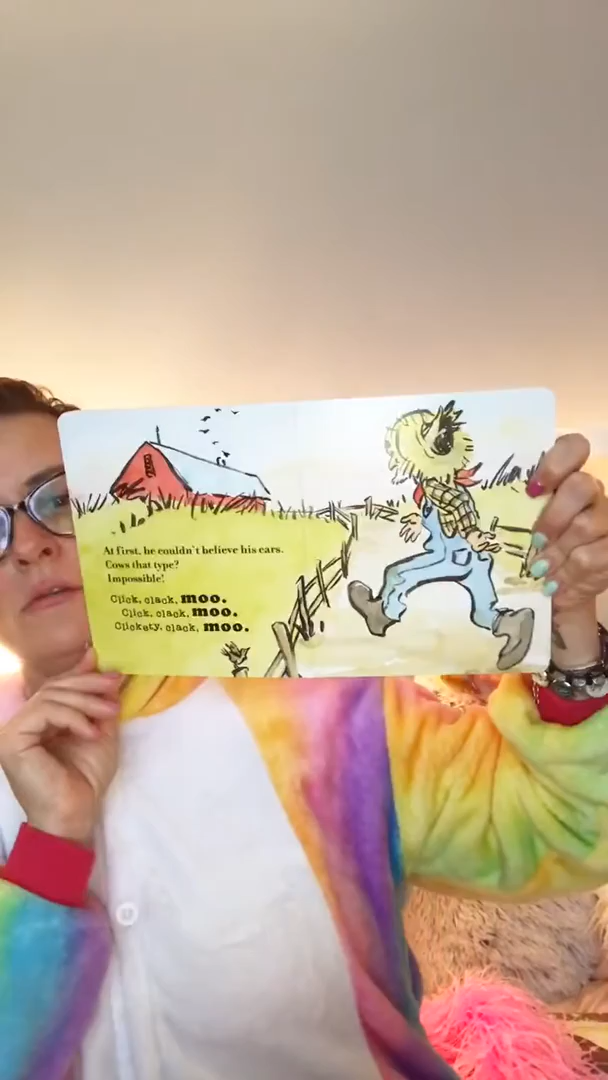 At first, he couldn't believe his ears.
Cows that type?
Impossible!
Click, clack, moo.
Click, clack, moo.
Clickety, clack, moo.